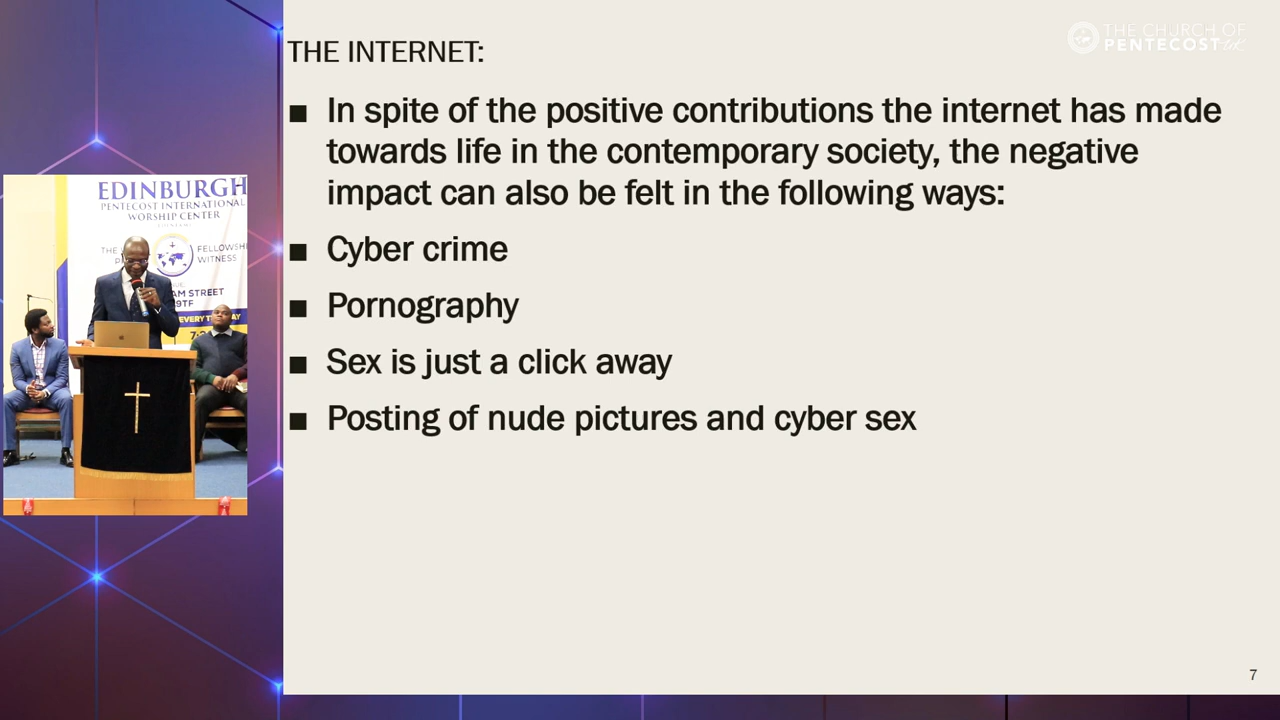 THE INTERNET:
■ In spite of the positive contributions the internet has made
towards life in the contemporary society, the negative
impact can also be felt in the following ways:
■ Cyber crime
■ Pornography
■ Sex is just a click away
■ Posting of nude pictures and cyber sex
7
THE CHURCH OF
PENTECOST UK
EDINBURGH
PENTECOST INTERNATIONAL
WORSHIP CENTER
THE
FELLOWSHI
WITNESS
AM STREET
9TF
EVERY